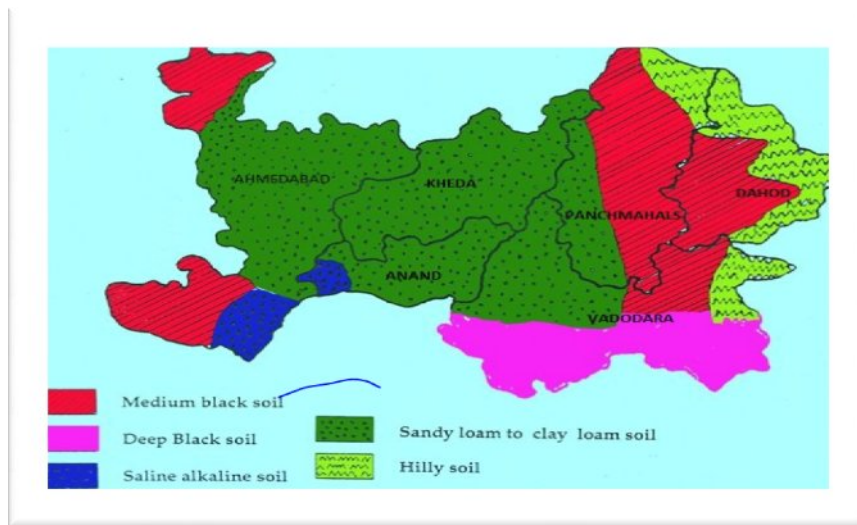 AHMEDABAD
KHEDA
DAHOD
PANCHMAHALS
ANAND
VADODARA
Medium black soil
Deep Black soil
Saline alkaline soil
Sandy loam to clay loam soil
Hilly soil